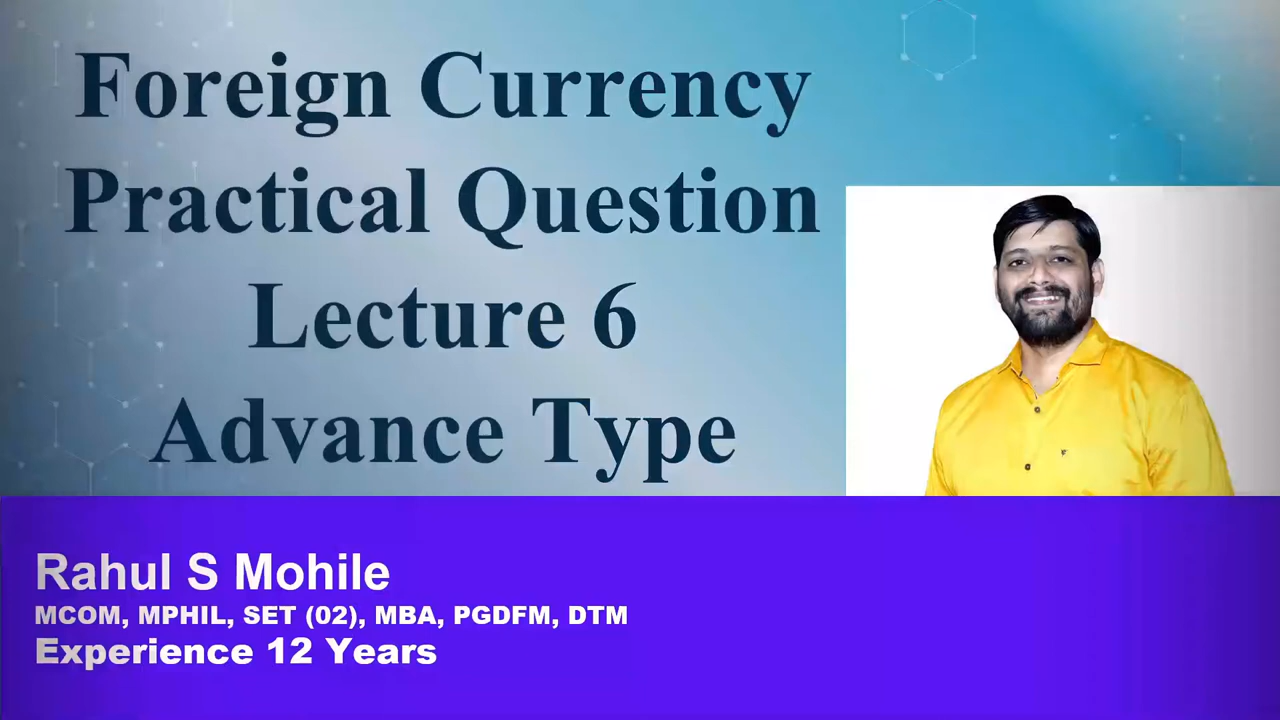 Foreign Currency
Practical Question
Lecture 6
Advance Type
Rahul S Mohile
MCOM, MPHIL, SET (02), MBA, PGDFM, DTM
Experience 12 Years